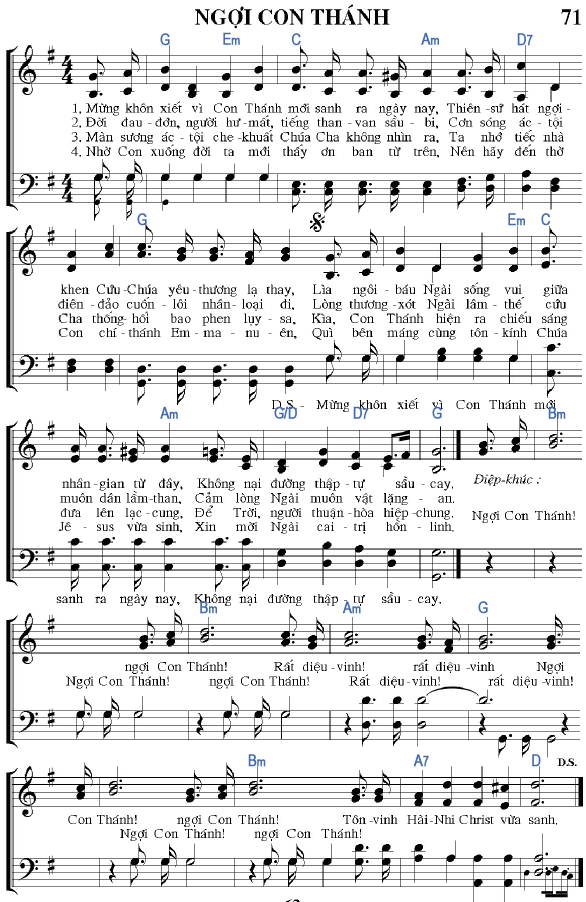 NGỢI CON THÁNH 71
G Em C Am D7
1. Mừng khôn xiết vì Con Thánh mới sanh ra ngày nay, Thiên-sứ hát ngợi-
2. Đời đau-đớn, người hư-mất, tiếng than-van sầu-bi, Cơn sóng ác-tội
3. Màn sương ác-tội che-khuất Chúa Cha không nhìn ra, Ta nhớ tiếc nhà
4. Nhờ Con xuống đời ta mới thấy ơn ban từ trên, Nên hãy đến thờ
G Em C
khen Cứu-Chúa yêu-thương lạ thay, Lìa ngôi-báu Ngài sống vui giữa
điên-đảo cuốn-lôi nhân-loại đi, Lòng thương-xót Ngài lâm-thế cứu
Cha thống-hối bao phen lụy-sa, Kìa, Con Thánh hiện ra chiếu sáng
Con chí-thánh Em-ma-nu-ên, Quì bên máng cùng tôn-kính Chúa
D.S.- Mừng khôn xiết vì Con Thánh mới
Am G/D D7 G Bm
nhân-gian từ đây, Không nại đường thập-tự sầu-cay.
muôn dân lầm-than, Cảm lòng Ngài muôn vật lặng-an.
đưa lên lạc-cung, Để Trời, người thuận-hòa hiệp-chung.
Jê-sus vừa sinh, Xin mời Ngài cai-trị hồn-linh.
Điệp-khúc :
Ngợi Con Thánh!
sanh ra ngày nay, Không nại đường thập tự sầu-cay.
Bm Am G
ngợi Con Thánh! Rất diệu-vinh! rất diệu-vinh Ngợi
Ngợi Con Thánh! ngợi Con Thánh! Rất diệu-vinh! rất diệu-vinh!
Bm A7 D D.S.
Con Thánh! ngợi Con Thánh! Tôn-vinh Hài-Nhi Christ vừa sanh.
Ngợi Con Thánh! ngợi Con Thánh!